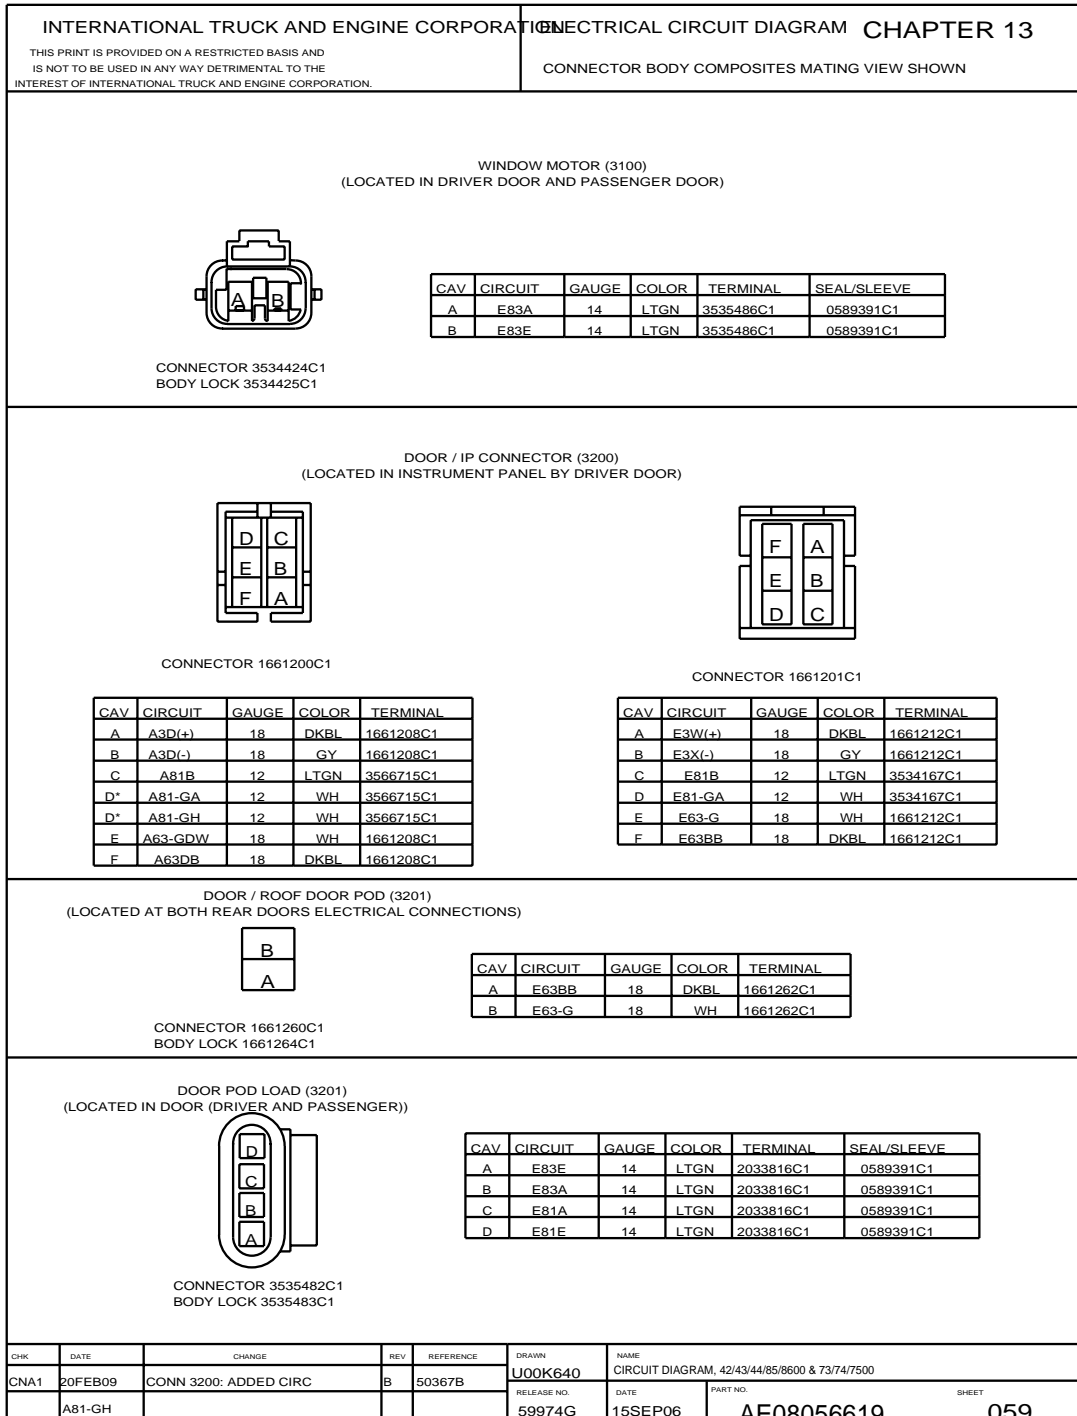 INTERNATIONAL TRUCK AND ENGINE CORPORATION
THIS PRINT IS PROVIDED ON A RESTRICTED BASIS AND
IS NOT TO BE USED IN ANY WAY DETRIMENTAL TO THE
INTEREST OF INTERNATIONAL TRUCK AND ENGINE CORPORATION.
ELECTRICAL CIRCUIT DIAGRAM CHAPTER 13
CONNECTOR BODY COMPOSITES MATING VIEW SHOWN
WINDOW MOTOR (3100)
(LOCATED IN DRIVER DOOR AND PASSENGER DOOR)
A B
CONNECTOR 3534424C1
BODY LOCK 3534425C1
CAV CIRCUIT GAUGE COLOR TERMINAL SEAL/SLEEVE
A E83A 14 LTGN 3535486C1 0589391C1
B E83E 14 LTGN 3535486C1 0589391C1
DOOR / IP CONNECTOR (3200)
(LOCATED IN INSTRUMENT PANEL BY DRIVER DOOR)
D C
E B
F A
CONNECTOR 1661200C1
CAV CIRCUIT GAUGE COLOR TERMINAL
A A3D(+) 18 DKBL 1661208C1
B A3D(-) 18 GY 1661208C1
C A81B 12 LTGN 3566715C1
D* A81-GA 12 WH 3566715C1
D* A81-GH 12 WH 3566715C1
E A63-GDW 18 WH 1661208C1
F A63DB 18 DKBL 1661208C1
F A
E B
D C
CONNECTOR 1661201C1
CAV CIRCUIT GAUGE COLOR TERMINAL
A E3W(+) 18 DKBL 1661212C1
B E3X(-) 18 GY 1661212C1
C E81B 12 LTGN 3534167C1
D E81-GA 12 WH 3534167C1
E E63-G 18 WH 1661212C1
F E63BB 18 DKBL 1661212C1
DOOR / ROOF DOOR POD (3201)
(LOCATED AT BOTH REAR DOORS ELECTRICAL CONNECTIONS)
B
A
CONNECTOR 1661260C1
BODY LOCK 1661264C1
CAV CIRCUIT GAUGE COLOR TERMINAL
A E63BB 18 DKBL 1661262C1
B E63-G 18 WH 1661262C1
DOOR POD LOAD (3201)
(LOCATED IN DOOR (DRIVER AND PASSENGER))
D
C
B
A
CONNECTOR 3535482C1
BODY LOCK 3535483C1
CAV CIRCUIT GAUGE COLOR TERMINAL SEAL/SLEEVE
A E83E 14 LTGN 2033816C1 0589391C1
B E83A 14 LTGN 2033816C1 0589391C1
C E81A 14 LTGN 2033816C1 0589391C1
D E81E 14 LTGN 2033816C1 0589391C1
CHK DATE CHANGE REV REFERENCE
CNA1 20FEB09 CONN 3200: ADDED CIRC B 50367B
A81-GH
DRAWN
U00K640
NAME
CIRCUIT DIAGRAM, 42/43/44/85/8600 & 73/74/7500
RELEASE NO.
59974G
DATE
15SEP06
PART NO.
AE08056619
SHEET
059